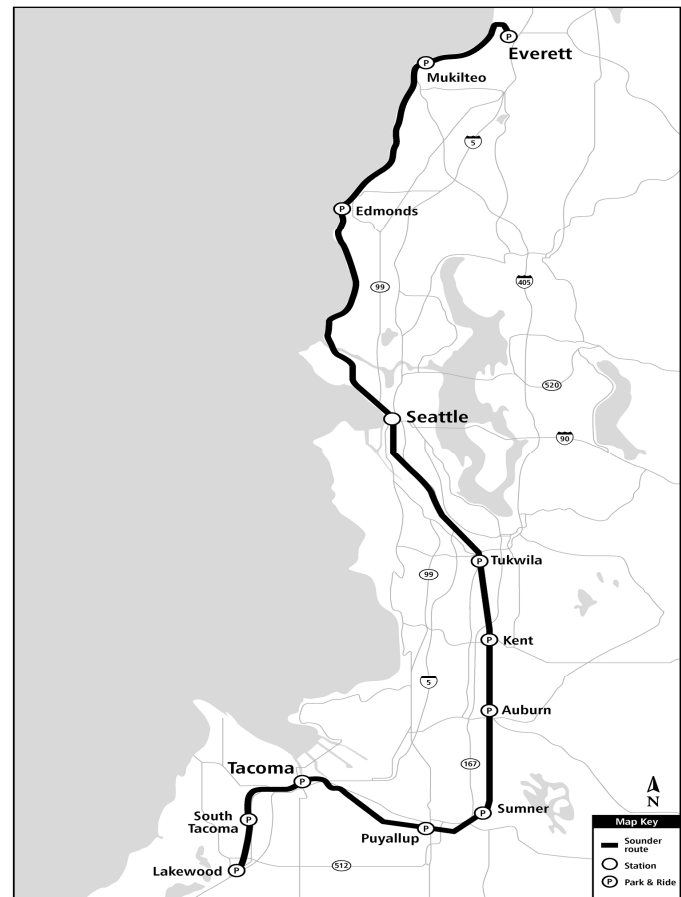 P
Everett
P
Mukilteo
5
P
Edmonds
99
405
520
Seattle
90
P
Tukwila
99
P
Kent
5
P
Auburn
167
Tacoma
P
N
South
Tacoma
P
P
Sumner
P
Puyallup
Map Key
Sounder
route
Station
P
Park & Ride
512
Lakewood
P